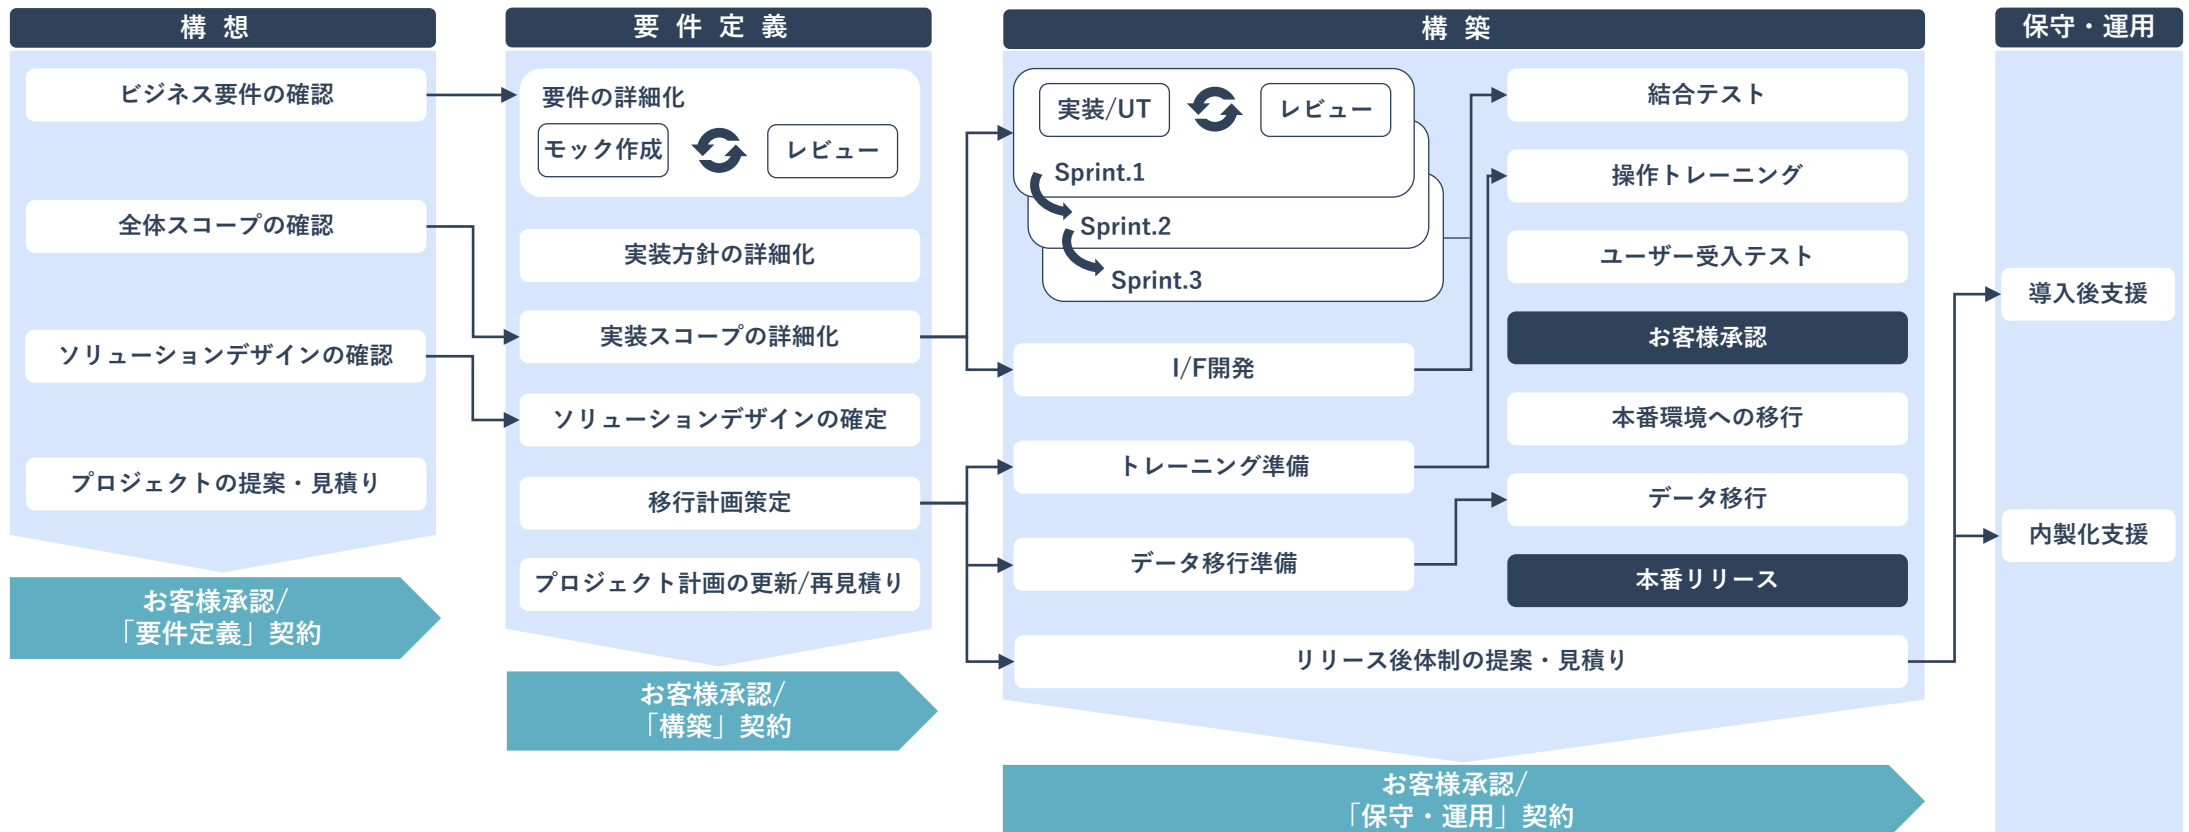 構想
ビジネス要件の確認
全体スコープの確認
ソリューションデザインの確認
プロジェクトの提案・見積り
お客様承認/
「要件定義」契約
要件定義
要件の詳細化
モック作成
レビュー
実装方針の詳細化
実装スコープの詳細化
ソリューションデザインの確定
移行計画策定
プロジェクト計画の更新/再見積り
お客様承認/
「構築」契約
構築
実装/UT
レビュー
Sprint.1
Sprint.2
Sprint.3
I/F開発
トレーニング準備
データ移行準備
結合テスト
操作トレーニング
ユーザー受入テスト
お客様承認
本番環境への移行
データ移行
本番リリース
リリース後体制の提案・見積り
お客様承認/
「保守・運用」契約
保守・運用
導入後支援
内製化支援